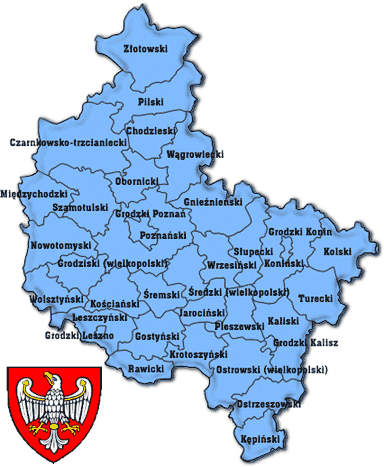 Złotowski
Pilski
Chodzieski
Czarnkowsko-trzcianiecki
Wągrowiecki
Obornicki
Międzychodzki
Gnieźnieński
Szamotulski
Grodzki Poznań
Poznański
Grodzki Konin
Nowotomyski
Słupecki
Kolski
Grodziski (wielkopolski)
Wrzesiński
Koniński
Wolsztyński
Kościański
Śremski
Średzki (wielkopolski)
Turecki
Leszczyński
Jarociński
Kaliski
Pleszewski
Grodzki Leszno
Gostyński
Grodzki Kalisz
Krotoszyński
Rawicki
Ostrowski (wielkopolski)
Ostrzeszowski
Kępiński